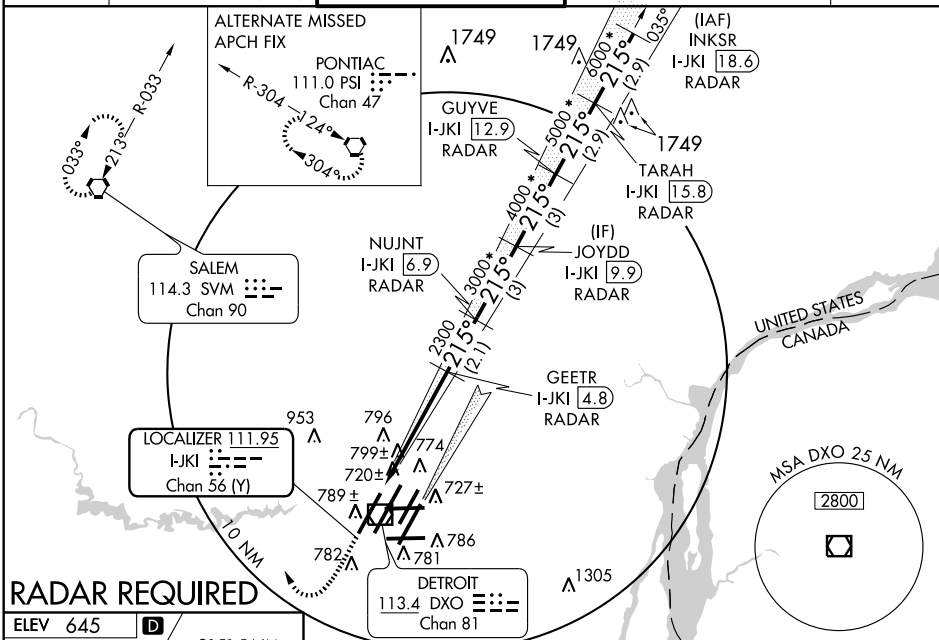 ALTERNATE MISSED
APCH FIX
PONTIAC
111.0 PSI
Chan 47
R-304
124°
304°
R-033
033°
213°
SALEM
114.3 SVM
Chan 90
1749
1749
1749
(IAF)
INKSR
I-JKI 18.6
RADAR
035°
6000*
215°
(2.9)
GUYVE
I-JKI 12.9
RADAR
5000*
215°
(2.9)
TARAH
I-JKI 15.8
RADAR
4000*
215°
(3)
(IF)
JOYDD
I-JKI 9.9
RADAR
NUJNT
I-JKI 6.9
RADAR
3000*
215°
(3)
2300
215°
(2.1)
GEETR
I-JKI 4.8
RADAR
UNITED STATES
CANADA
953
796
799±
774
720±
727±
789±
786
782
781
1305
LOCALIZER 111.95
I-JKI
Chan 56 (Y)
10 NM
DETROIT
113.4 DXO
Chan 81
MSA DXO 25 NM
2800
RADAR REQUIRED
ELEV 645
D